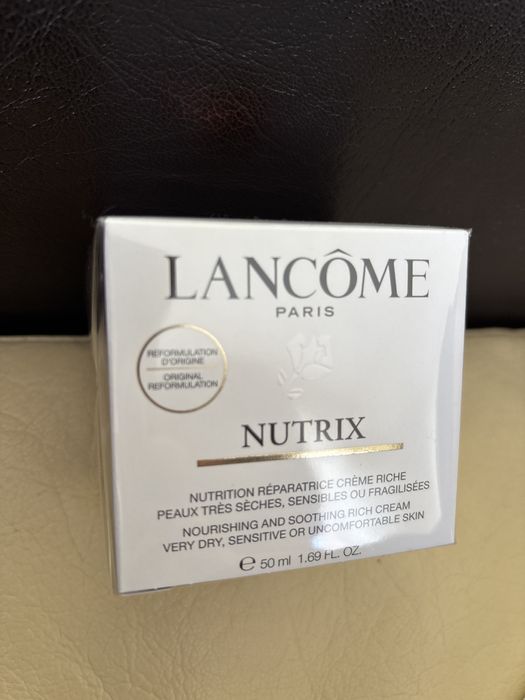 LANCÔME
PARIS
REFORMULATION
D'ORIGINE
ORIGINAL
REFORMULATION
NUTRIX
NUTRITION RÉPARATRICE CRÈME RICHE
PEAUX TRÈS SÈCHES, SENSIBLES OU FRAGILISÉES
NOURISHING AND SOOTHING RICH CREAM
VERY DRY, SENSITIVE OR UNCOMFORTABLE SKIN
℮ 50 ml 1.69 FL. OZ.